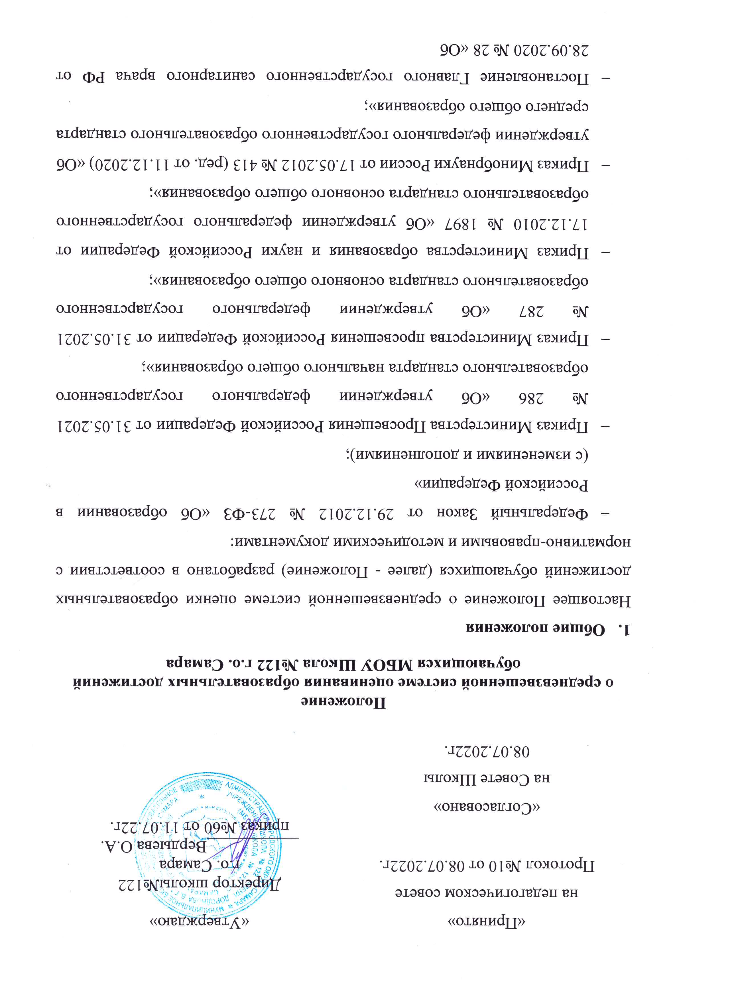 «Принято»
на педагогическом совете
Протокол №10 от 08.07.2022г.
«Согласовано»
на Совете Школы
08.07.2022г.
«Утверждаю»
Директор школы№122
г.о. Самара
Вердыева О.А.
приказ №60 от 11.07.22г.
Положение
о средневзвешенной системе оценивания образовательных достижений
обучающихся МБОУ Школа №122 г.о. Самара
1. Общие положения
Настоящее Положение о средневзвешенной системе оценки образовательных
достижений обучающихся (далее - Положение) разработано в соответствии с
нормативно-правовыми и методическими документами:
– Федеральный Закон от 29.12.2012 № 273-ФЗ «Об образовании в
Российской Федерации»
(с изменениями и дополнениями);
– Приказ Министерства Просвещения Российской Федерации от 31.05.2021
№ 286 «Об утверждении федерального государственного
образовательного стандарта начального общего образования»;
– Приказ Министерства просвещения Российской Федерации от 31.05.2021
№ 287 «Об утверждении федерального государственного
образовательного стандарта основного общего образования»;
– Приказ Министерства образования и науки Российской Федерации от
17.12.2010 № 1897 «Об утверждении федерального государственного
образовательного стандарта основного общего образования»;
– Приказ Минобрнауки России от 17.05.2012 № 413 (ред. от 11.12.2020) «Об
утверждении федерального государственного образовательного стандарта
среднего общего образования»;
– Постановление Главного государственного санитарного врача РФ от
28.09.2020 № 28 «Об